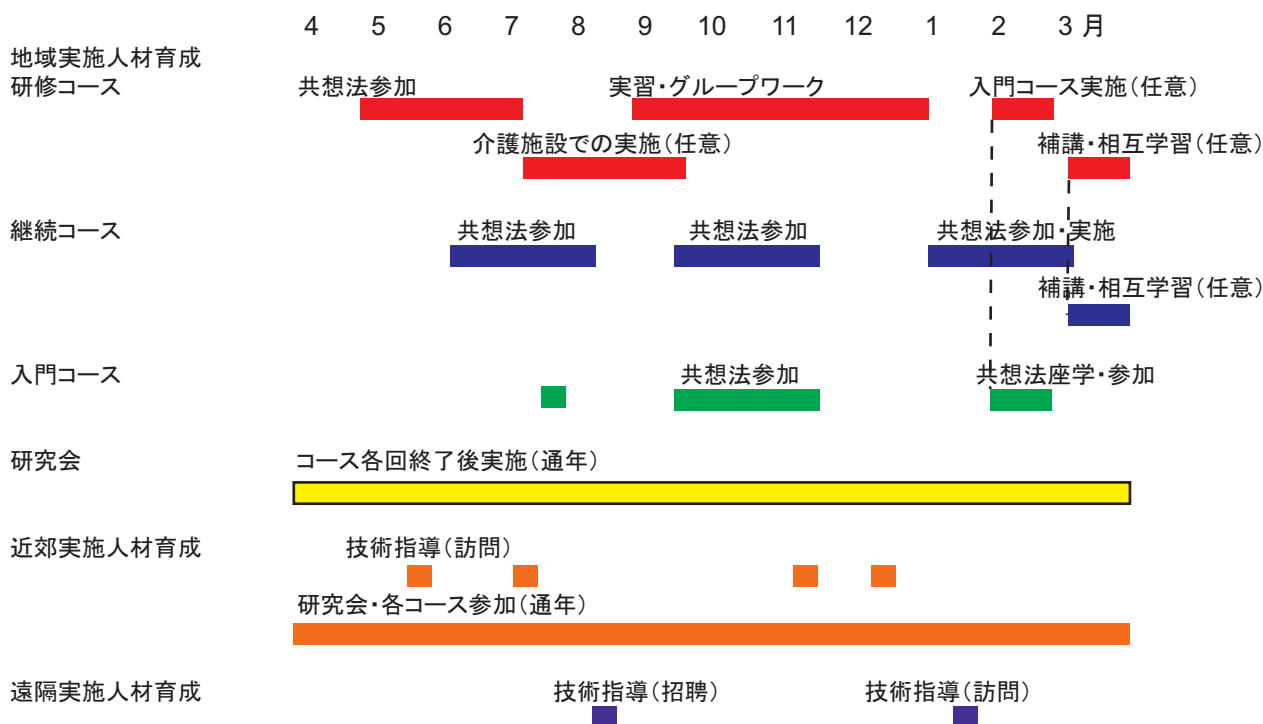 4 5 6 7 8 9 10 11 12 1 2 3 月
地域実施人材育成
研修コース
共想法参加 実習・グループワーク 入門コース実施(任意)
介護施設での実施(任意) 補講・相互学習(任意)
継続コース 共想法参加 共想法参加 共想法参加・実施
補講・相互学習(任意)
入門コース 共想法参加 共想法座学・参加
研究会 コース各回終了後実施(通年)
近郊実施人材育成 技術指導(訪問)
研究会・各コース参加(通年)
遠隔実施人材育成 技術指導(招聘) 技術指導(訪問)